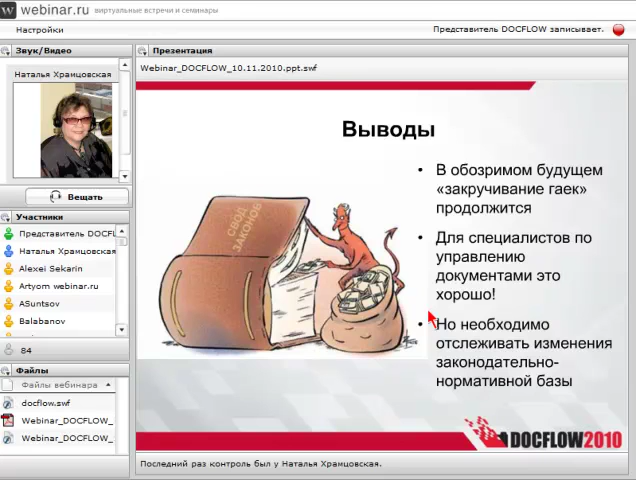 webinar.ru виртуальные встречи и семинары
Настройки
Представитель DOCFLOW записывает.
Звук/Видео
Наталья Храмцовская
Вещать
Участники
Представитель DOCFL
Наталья Храмцовская
Alexei Sekarin
Artyom webinar.ru
ASuntsov
Balabanov
84
Файлы
Файлы вебинара
docflow.swf
Webinar_DOCFLOW_
Webinar_DOCFLOW_
Презентация
Webinar_DOCFLOW_10.11.2010.ppt.swf
Выводы
СВОД
ЗАКОНОВ
• В обозримом будущем
«закручивание гаек»
продолжится
• Для специалистов по
управлению
документами это
хорошо!
• Но необходимо
отслеживать изменения
законодательно-
нормативной базы
DOCFLOW2010
Последний раз контроль был у Наталья Храмцовская.